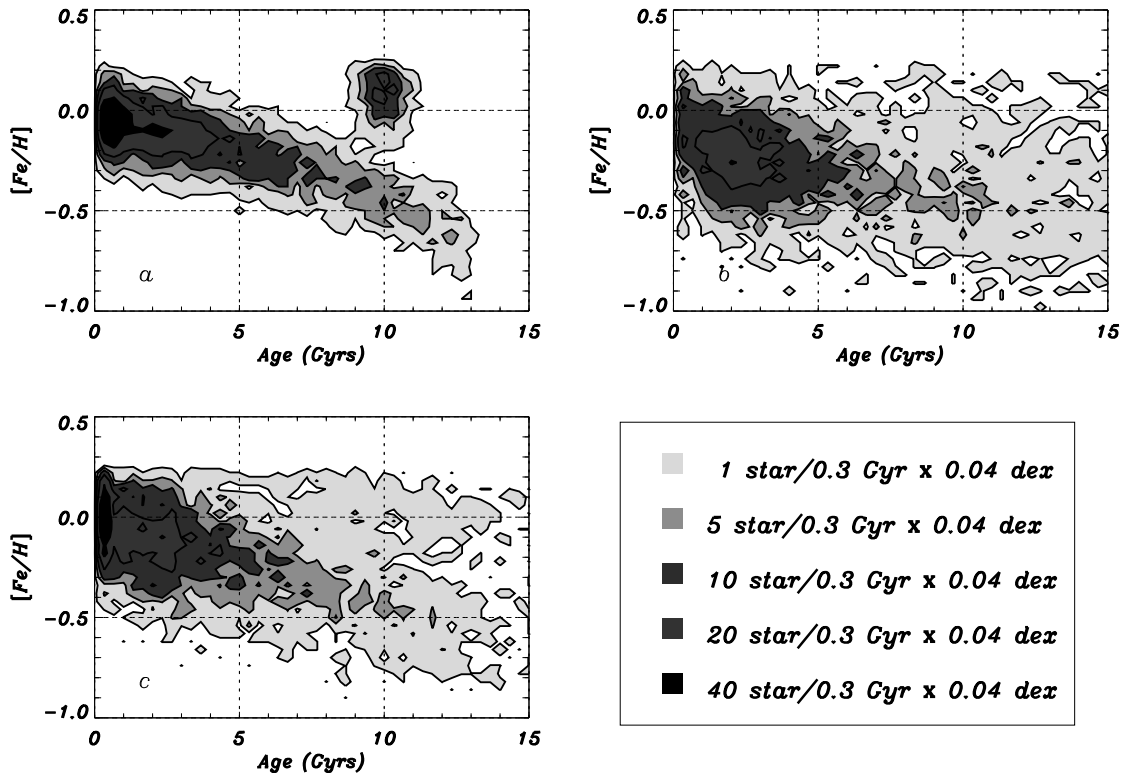 0.5
0.0
−0.5
−1.0
[Fe/H]
a
0 5 10 15
Age (Gyrs)
0.5
0.0
−0.5
−1.0
[Fe/H]
b
0 5 10 15
Age (Gyrs)
0.5
0.0
−0.5
−1.0
[Fe/H]
c
0 5 10 15
Age (Gyrs)
1 star/0.3 Gyr x 0.04 dex
5 star/0.3 Gyr x 0.04 dex
10 star/0.3 Gyr x 0.04 dex
20 star/0.3 Gyr x 0.04 dex
40 star/0.3 Gyr x 0.04 dex